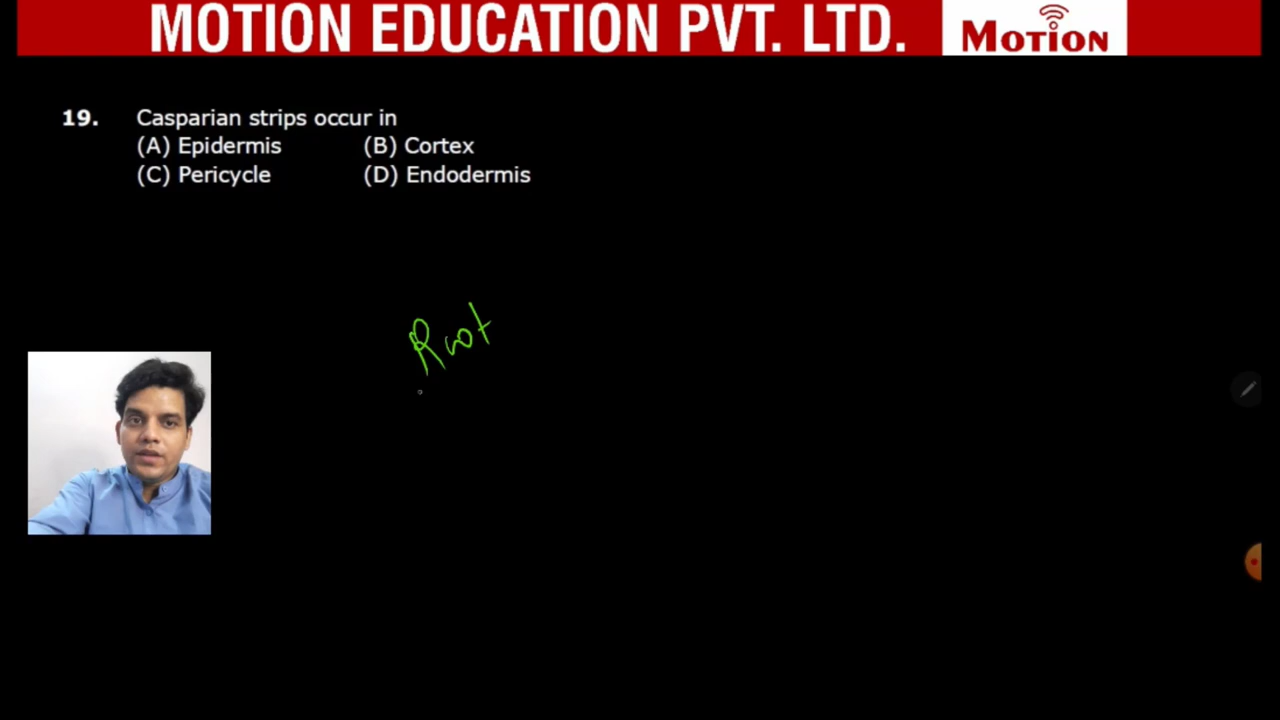 MOTION EDUCATION PVT. LTD.
MOTION
19. Casparian strips occur in
(A) Epidermis (B) Cortex
(C) Pericycle (D) Endodermis
Root